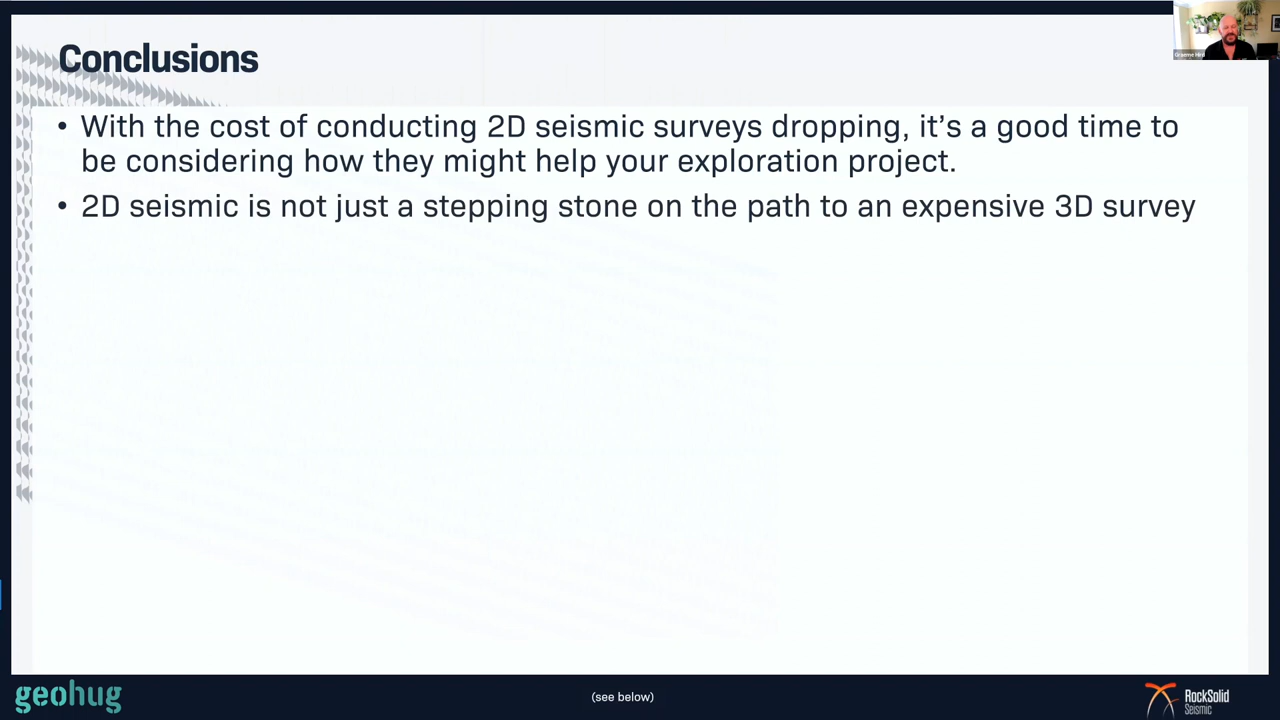 Conclusions
• With the cost of conducting 2D seismic surveys dropping, it's a good time to
be considering how they might help your exploration project.
• 2D seismic is not just a stepping stone on the path to an expensive 3D survey
geohug
(see below)
RockSolid
Seismic